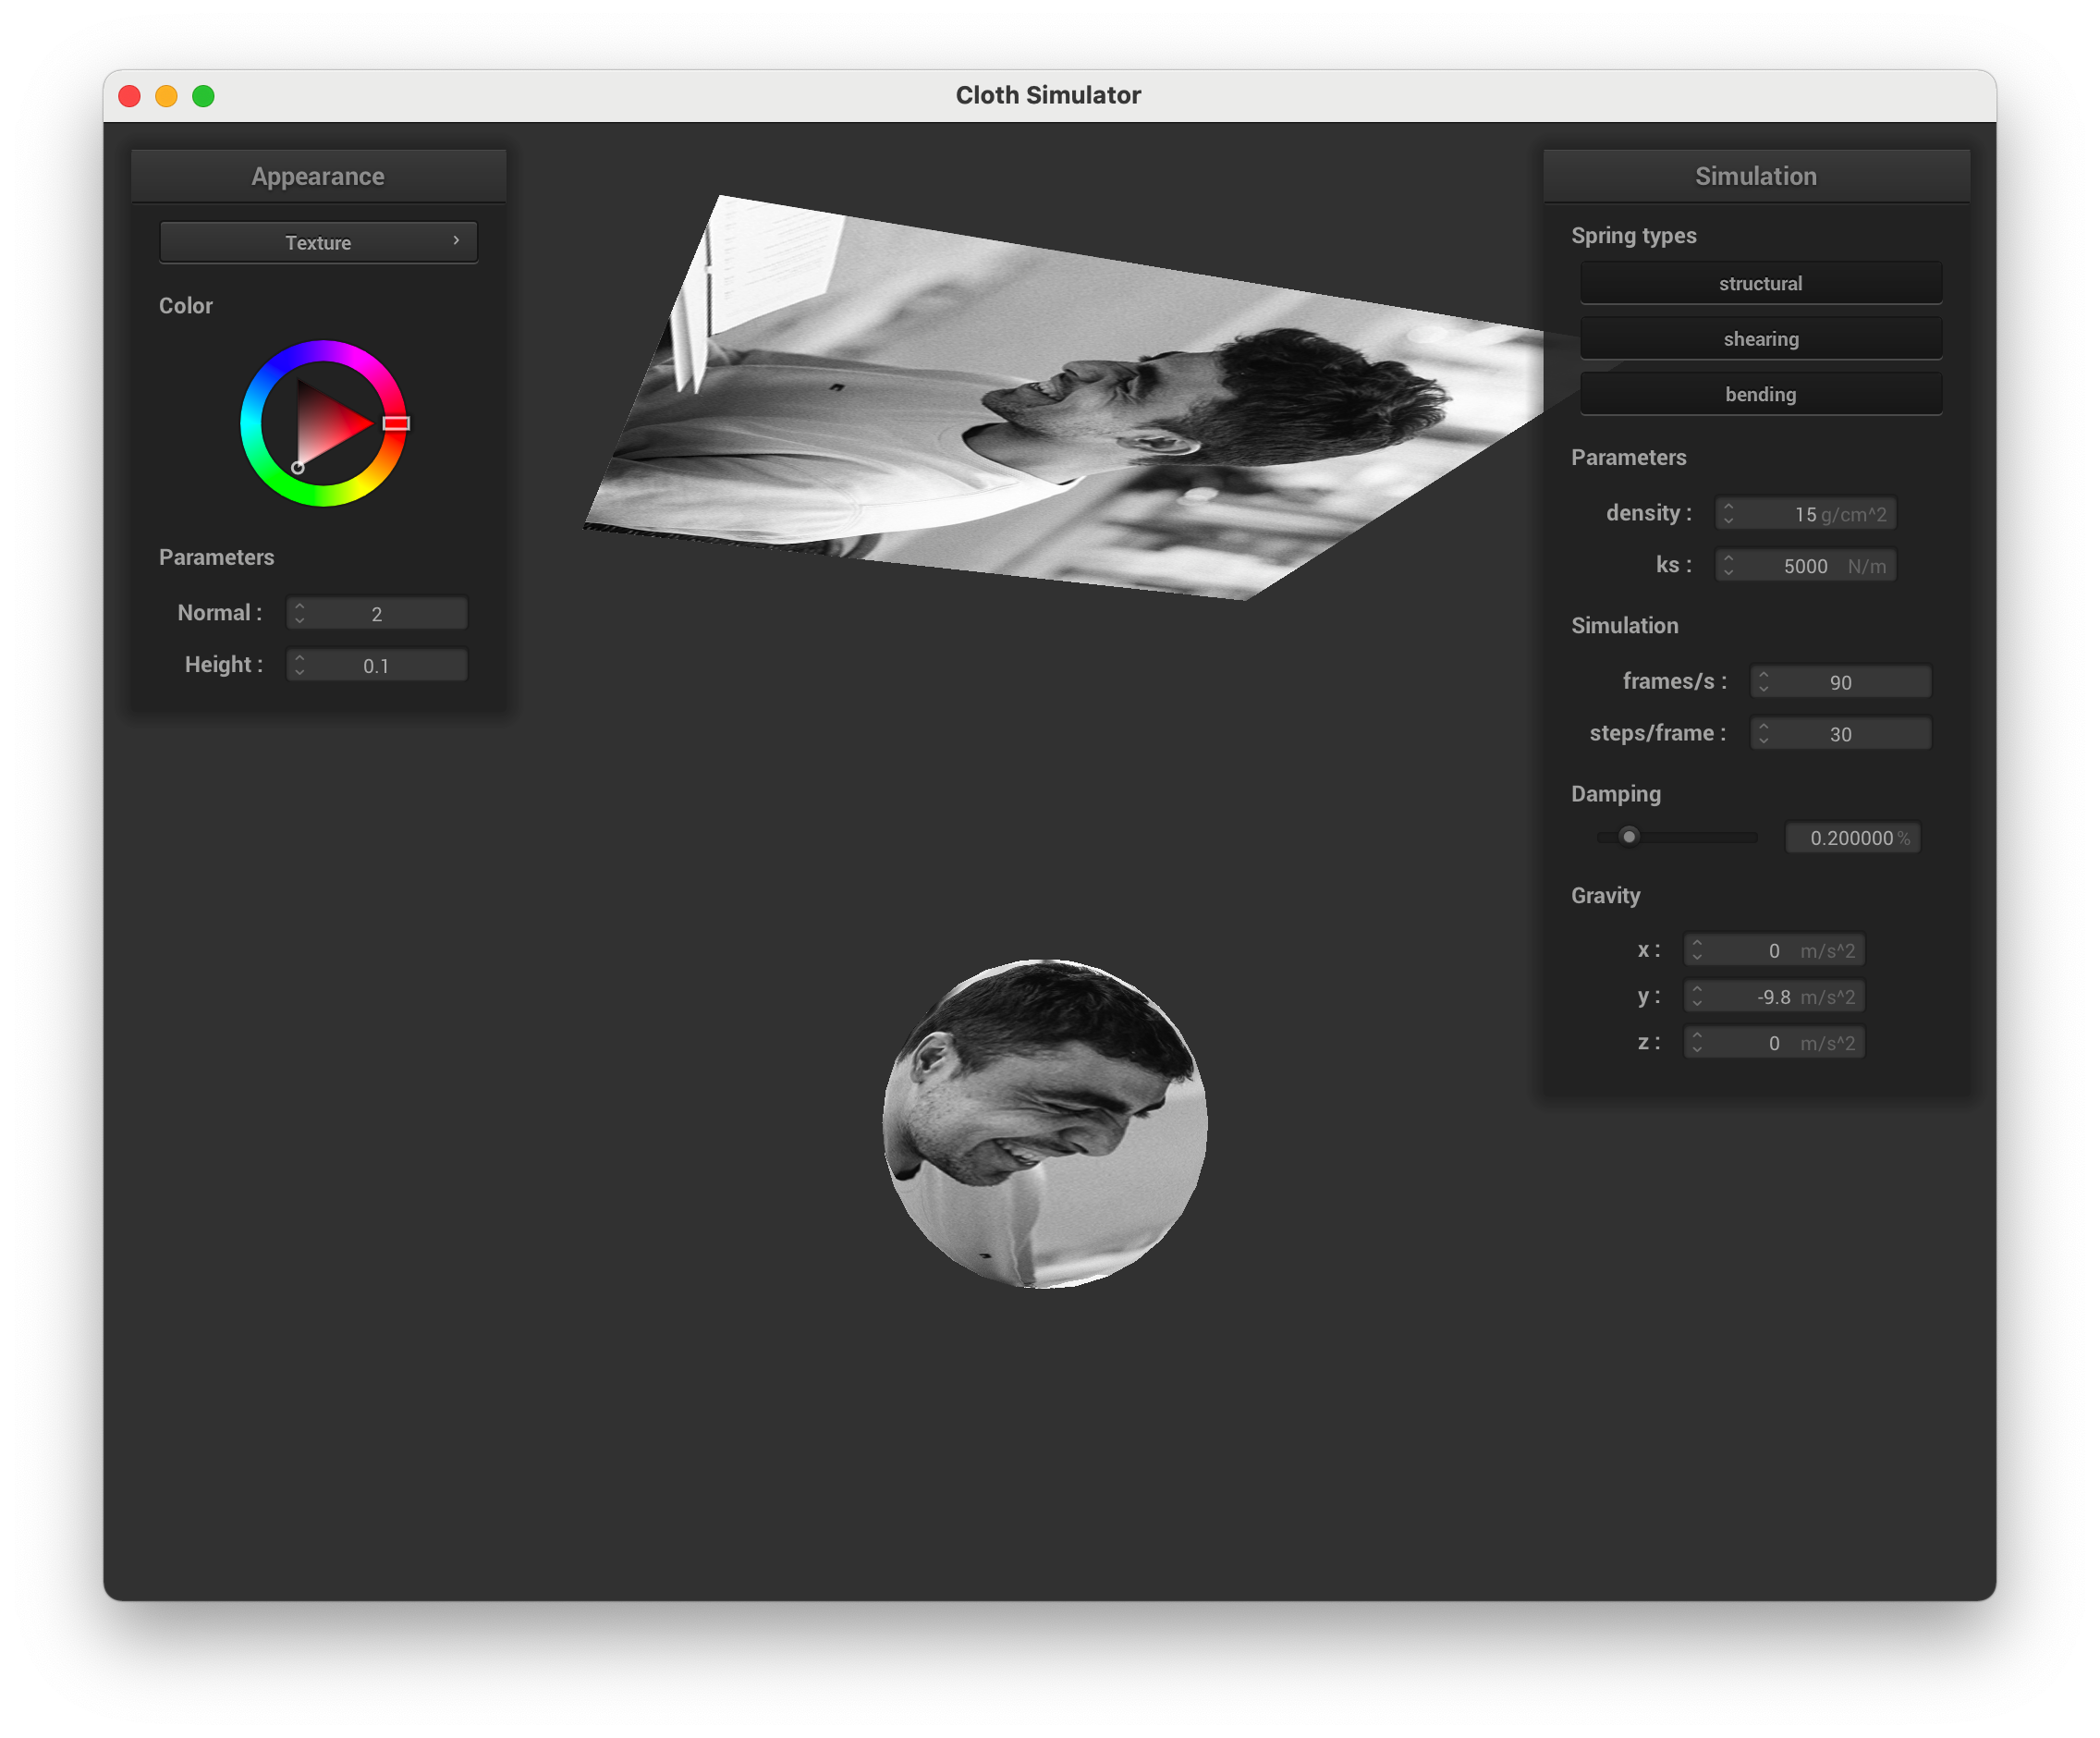 Cloth Simulator
Appearance
Texture
Color
Parameters
Normal : 2
Height : 0.1
Simulation
Spring types
structural
shearing
bending
Parameters
density : 15 g/cm^2
ks : 5000 N/m
Simulation
frames/s : 90
steps/frame : 30
Damping
0.200000 %
Gravity
x : 0 m/s^2
y : -9.8 m/s^2
z : 0 m/s^2